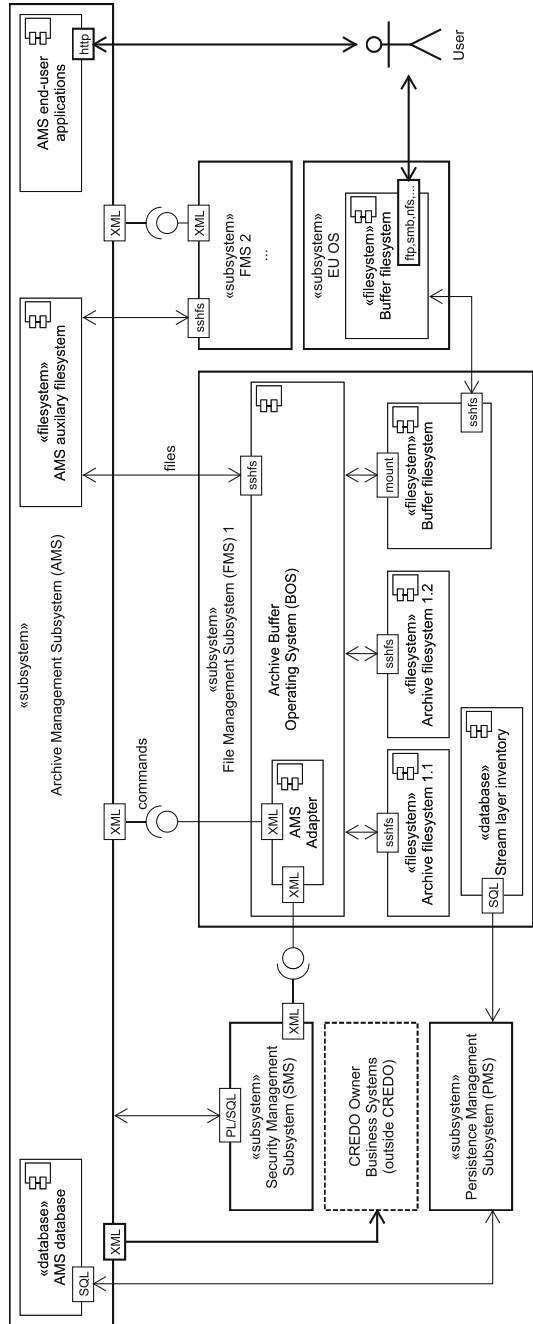 «subsystem»
Archive Management Subsystem (AMS)
«database»
AMS database
SQL
XML
«filesystem»
AMS auxilary filesystem
AMS end-user
applications
http
XML
commands
files
XML
PL/SQL
«subsystem»
Security Management
Subsystem (SMS)
XML
CREDO Owner
Business Systems
(outside CREDO)
«subsystem»
Persistence Management
Subsystem (PMS)
«subsystem»
File Management Subsystem (FMS) 1
Archive Buffer
Operating System (BOS)
sshfs
XML
AMS
Adapter
XML
sshfs
«filesystem»
Archive filesystem 1.1
sshfs
«filesystem»
Archive filesystem 1.2
mount
«filesystem»
Buffer filesystem
sshfs
SQL
«database»
Stream layer inventory
sshfs
XML
«subsystem»
FMS 2
...
«subsystem»
EU OS
«filesystem»
Buffer filesystem
ftp,smb,nfs,...
User